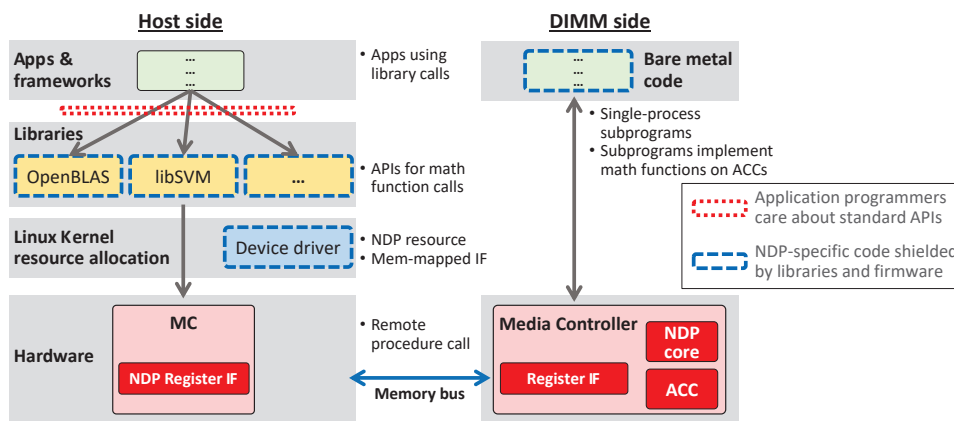 Host side
DIMM side
Apps &
frameworks
...
...
...
• Apps using
library calls
...
...
...
Bare metal
code
Libraries
OpenBLAS
libSVM
...
• APIs for math
function calls
• Single-process
subprograms
• Subprograms implement
math functions on ACCs
Application programmers
care about standard APIs
NDP-specific code shielded
by libraries and firmware
Linux Kernel
resource allocation
Device driver
• NDP resource
• Mem-mapped IF
Hardware
MC
NDP Register IF
• Remote
procedure call
Memory bus
Media Controller
Register IF
NDP
core
ACC